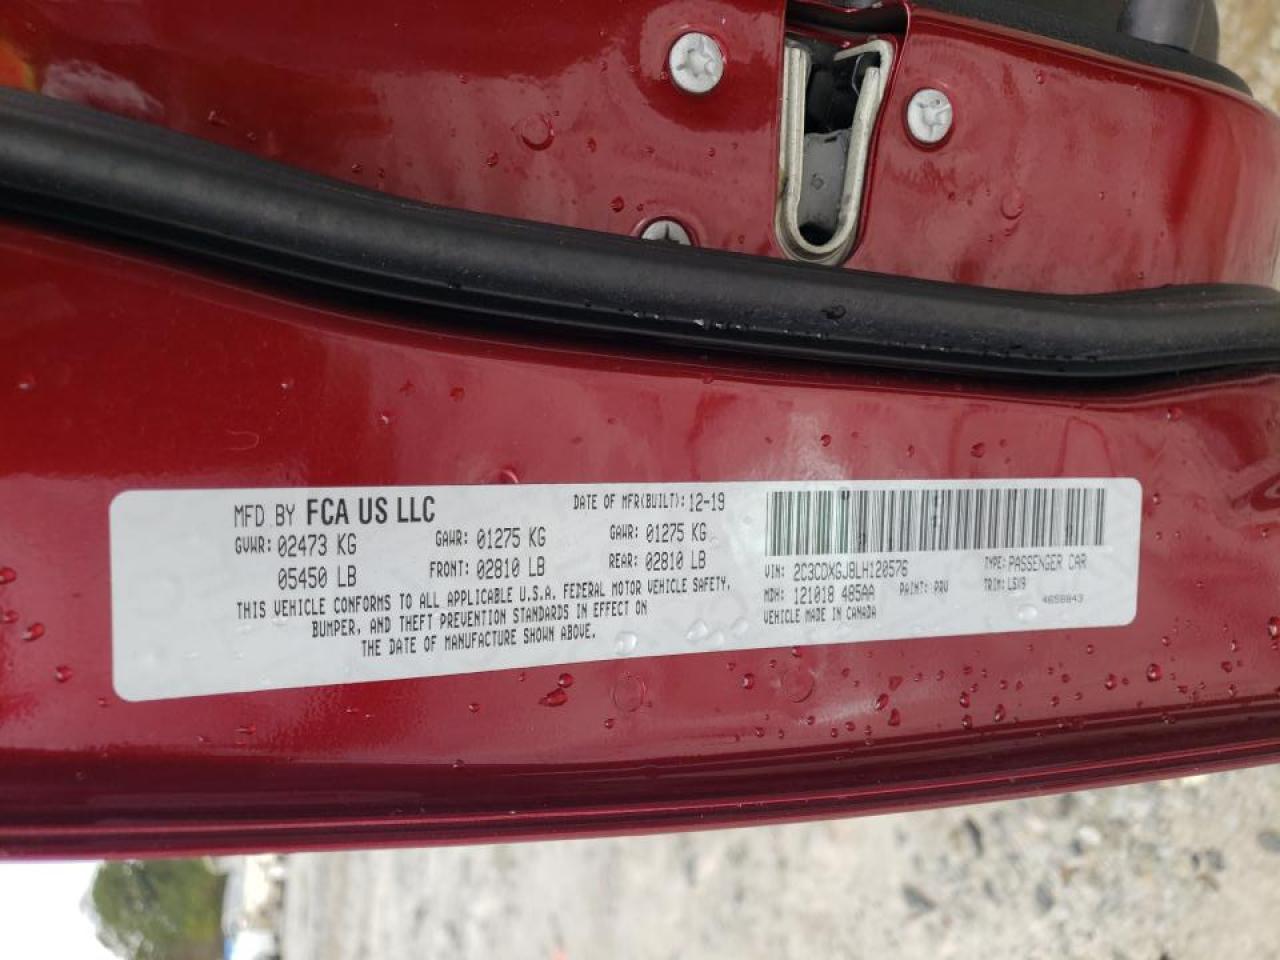 MFD BY FCA US LLC DATE OF MFR(BUILT): 12-19
GVWR: 02473 KG GAWR: 01275 KG GAWR: 01275 KG
05450 LB FRONT: 02810 LB REAR: 02810 LB
THIS VEHICLE CONFORMS TO ALL APPLICABLE U.S.A. FEDERAL MOTOR VEHICLE SAFETY,
BUMPER, AND THEFT PREVENTION STANDARDS IN EFFECT ON
THE DATE OF MANUFACTURE SHOWN ABOVE.
VIN: 2C3CDXGJ8LH120576 TYPE: PASSENGER CAR
MDH: 121018 485AA PAINT: PRV TRIM: LSX9
VEHICLE MADE IN CANADA 4658843